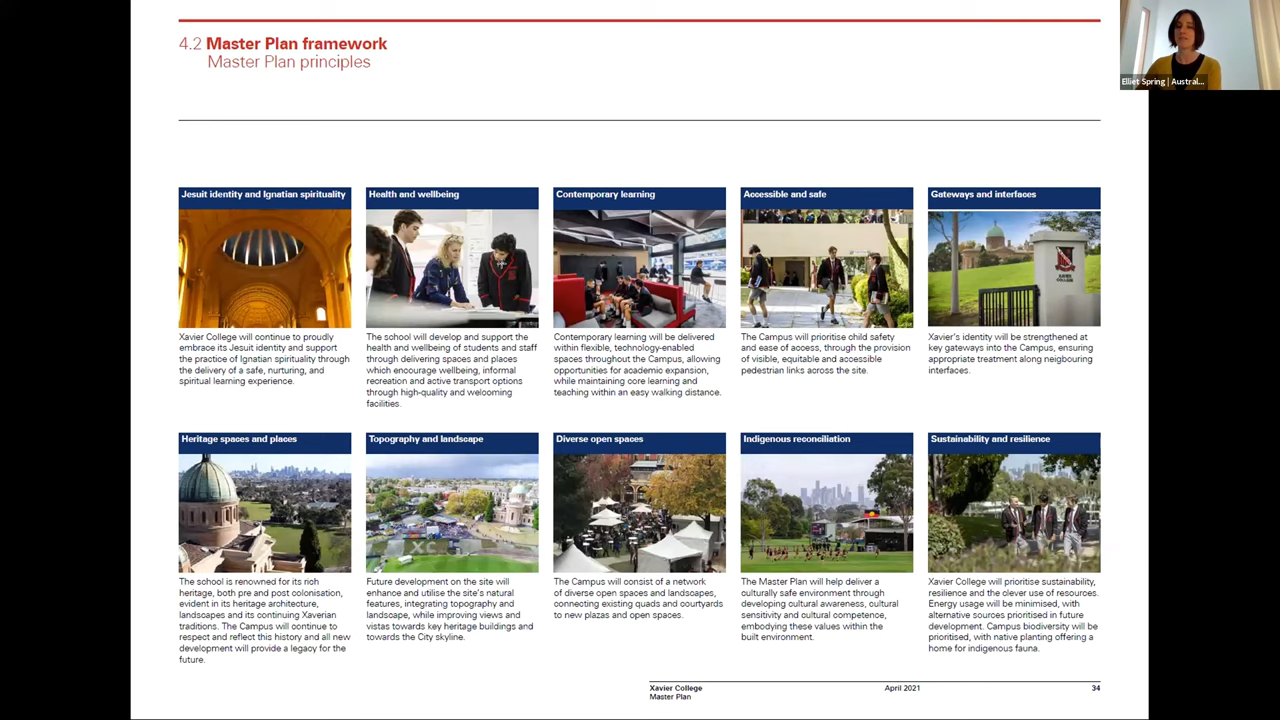 4.2 Master Plan framework
Master Plan principles
Elliet Spring | Austral...
Jesuit identity and Ignatian spirituality
Xavier College will continue to proudly
embrace its Jesuit identity and support
the practice of Ignatian spirituality through
the delivery of a safe, nurturing, and
spiritual learning experience.
Health and wellbeing
The school will develop and support the
health and wellbeing of students and staff
through delivering spaces and places
which encourage wellbeing, informal
recreation and active transport options
through high-quality and welcoming
facilities.
Contemporary learning
Contemporary learning will be delivered
within flexible, technology-enabled
spaces throughout the Campus, allowing
opportunities for academic expansion,
while maintaining core learning and
teaching within an easy walking distance.
Accessible and safe
The Campus will prioritise child safety
and ease of access, through the provision
of visible, equitable and accessible
pedestrian links across the site.
Gateways and interfaces
XAVIER
COLLEGE
Xavier's identity will be strengthened at
key gateways into the Campus, ensuring
appropriate treatment along neigbouring
interfaces.
Heritage spaces and places
The school is renowned for its rich
heritage, both pre and post colonisation,
evident in its heritage architecture,
landscapes and its continuing Xaverian
traditions. The Campus will continue to
respect and reflect this history and all new
development will provide a legacy for the
future.
Topography and landscape
XC
Future development on the site will
enhance and utilise the site's natural
features, integrating topography and
landscape, while improving views and
vistas towards key heritage buildings and
towards the City skyline.
Diverse open spaces
The Campus will consist of a network
of diverse open spaces and landscapes,
connecting existing quads and courtyards
to new plazas and open spaces.
Indigenous reconciliation
The Master Plan will help deliver a
culturally safe environment through
developing cultural awareness, cultural
sensitivity and cultural competence,
embodying these values within the
built environment.
Sustainability and resilience
Xavier College will prioritise sustainability,
resilience and the clever use of resources.
Energy usage will be minimised, with
alternative sources prioritised in future
development. Campus biodiversity will be
prioritised, with native planting offering a
home for indigenous fauna.
Xavier College
Master Plan
April 2021
34